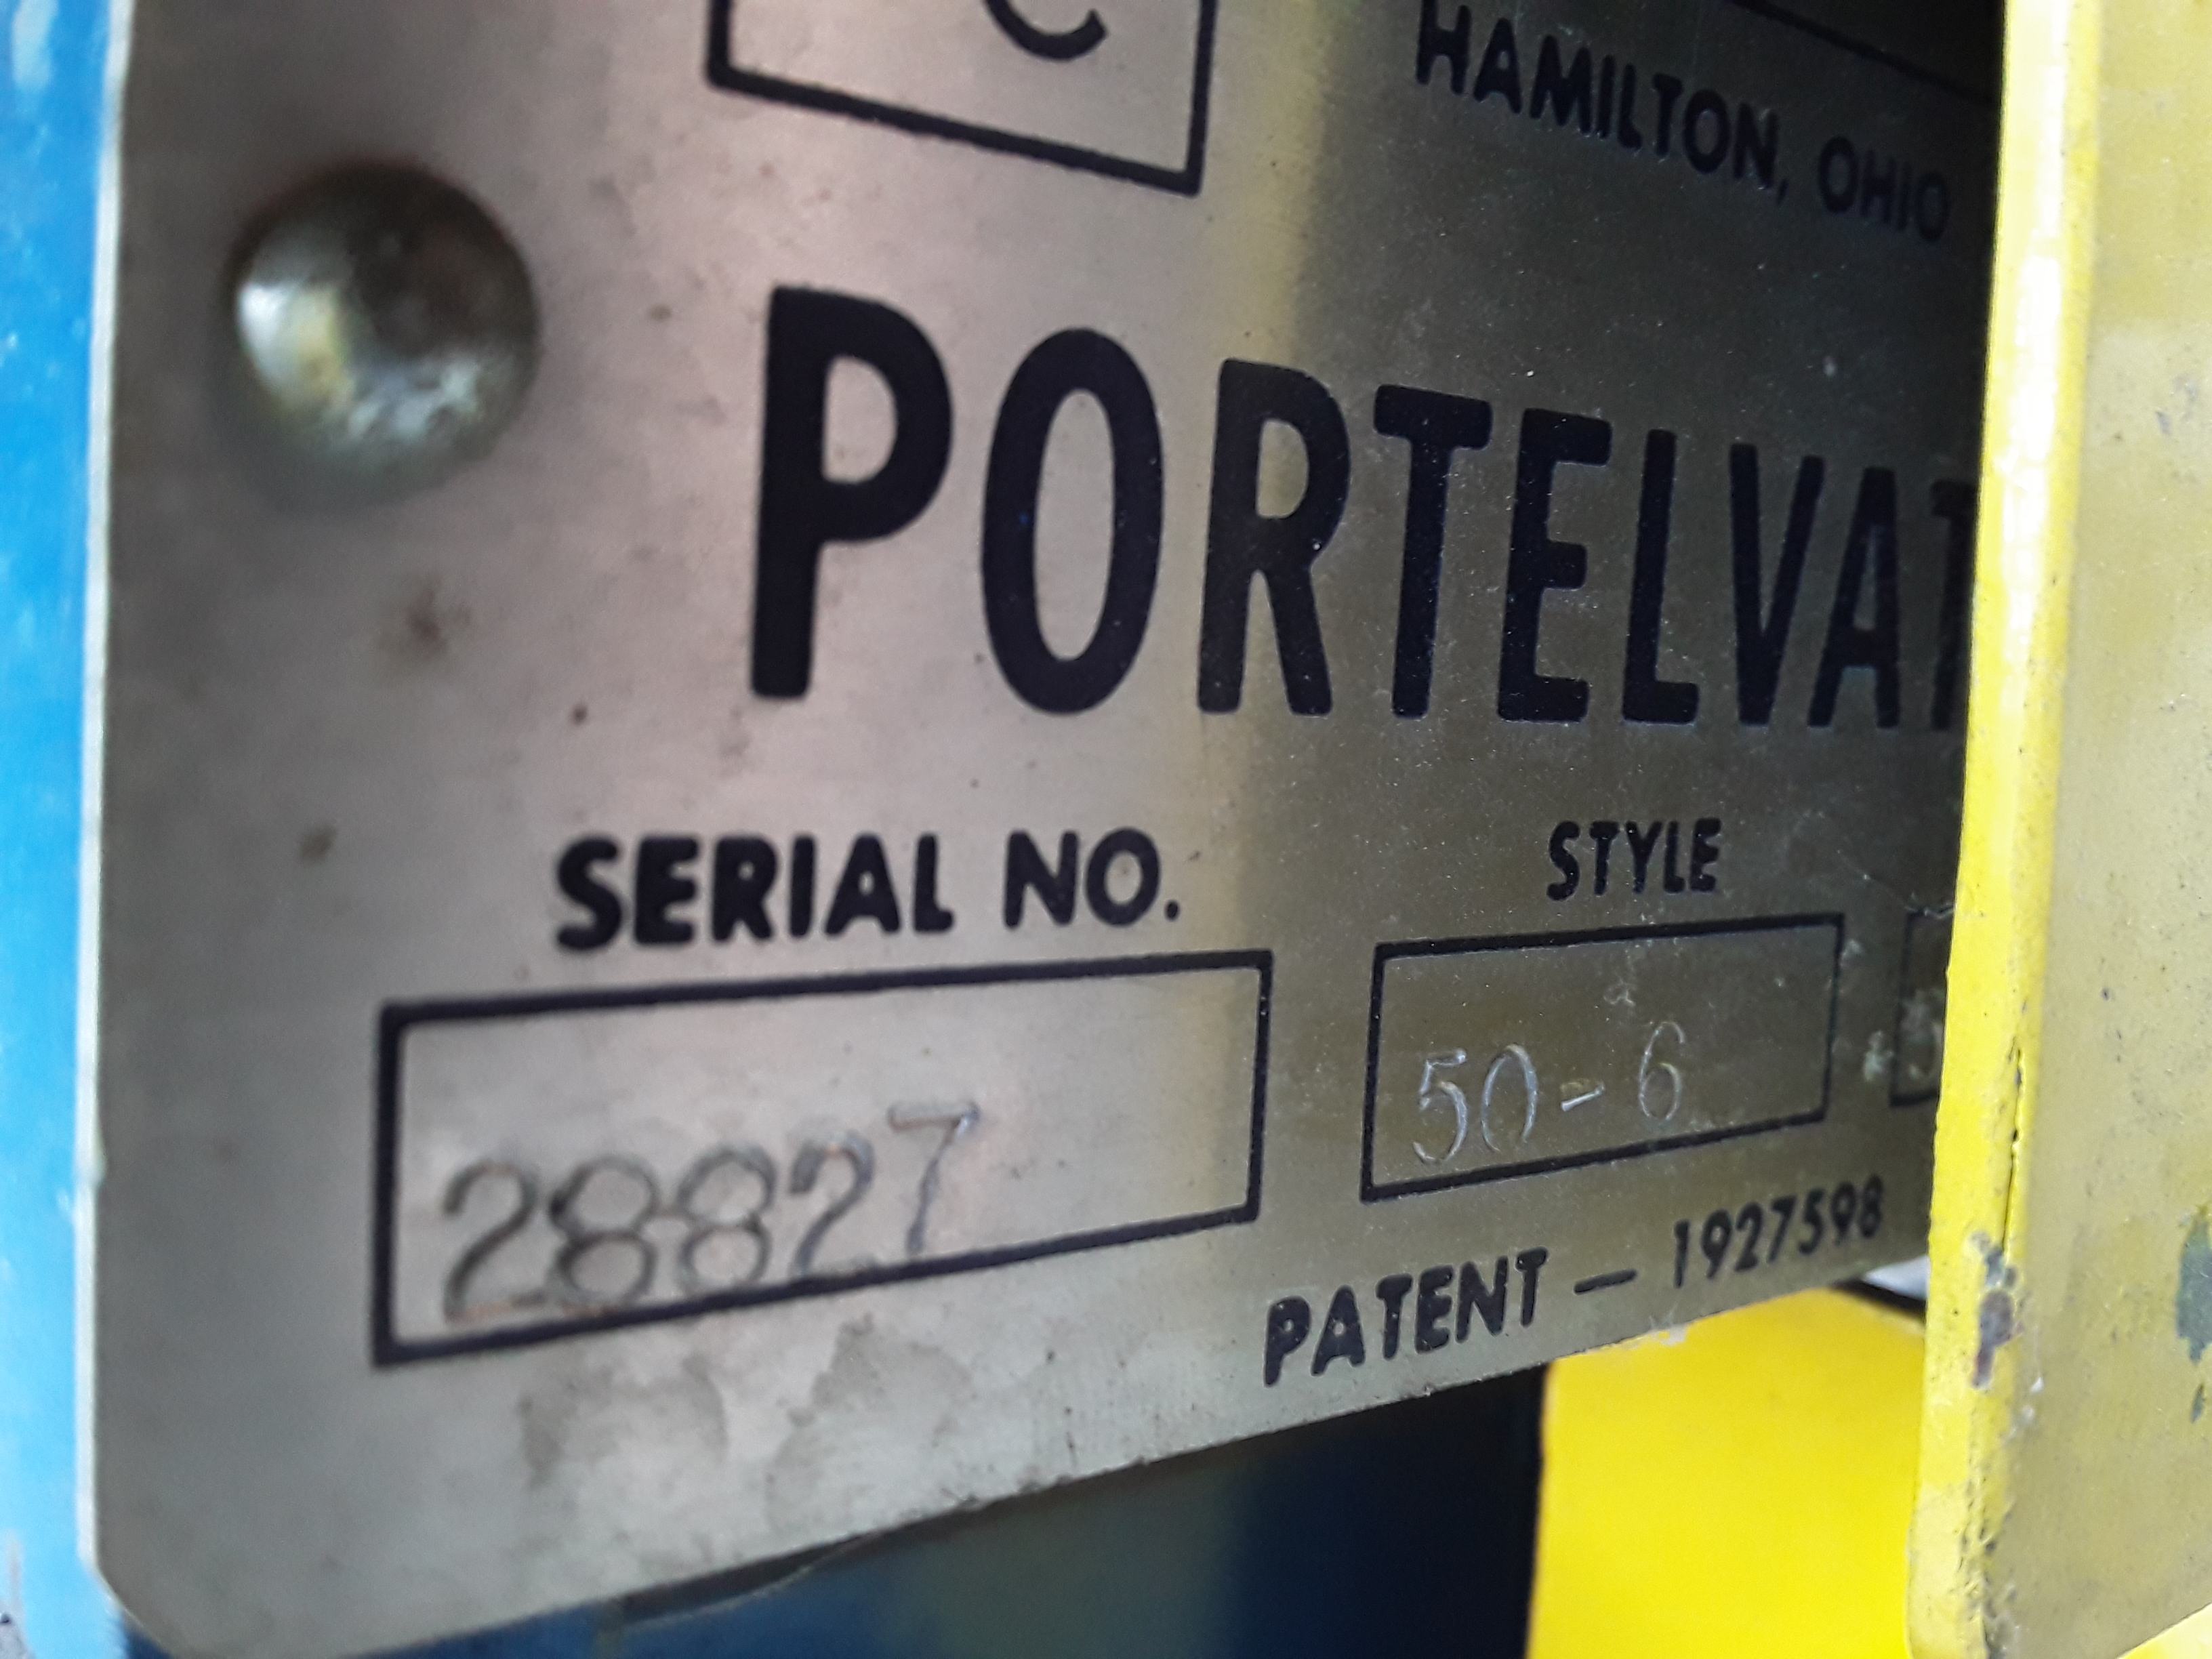 C
HAMILTON, OHIO
PORTELVAT
SERIAL NO. STYLE
28827 50-6
PATENT — 1927598